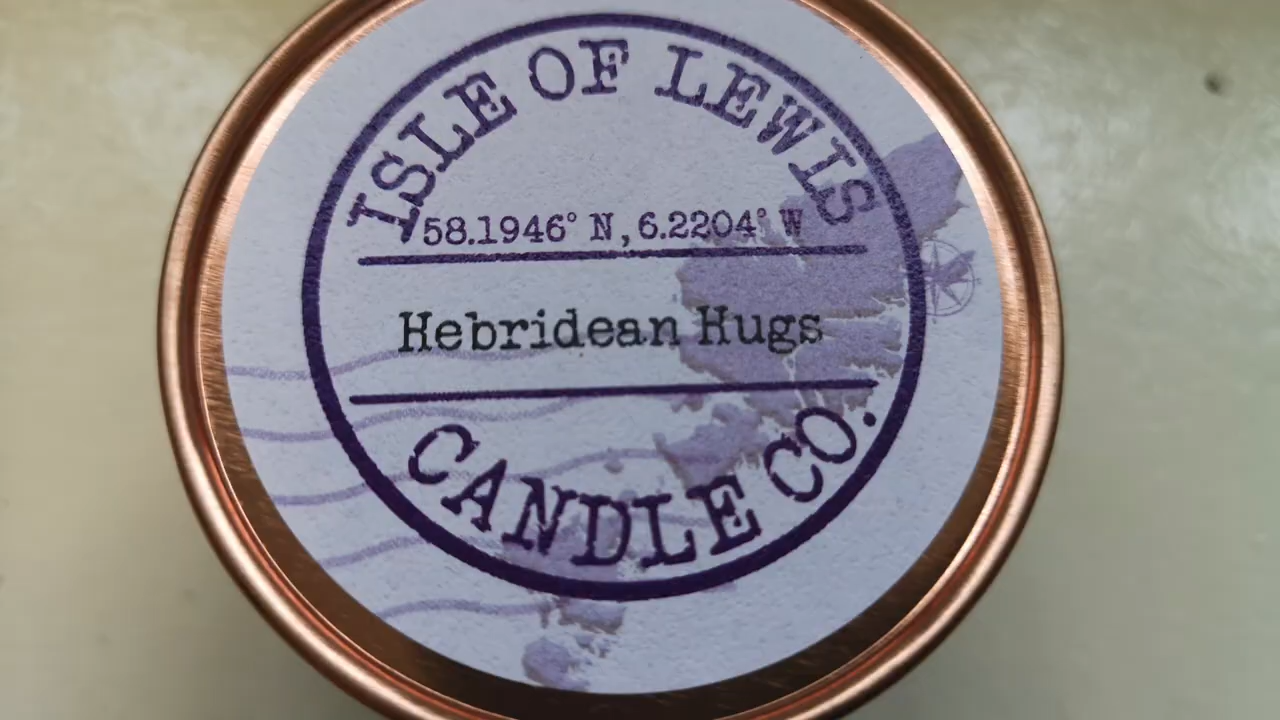 ISLE OF LEWIS
58.1946° N, 6.2204° W
Hebridean Hugs
CANDLE CO.